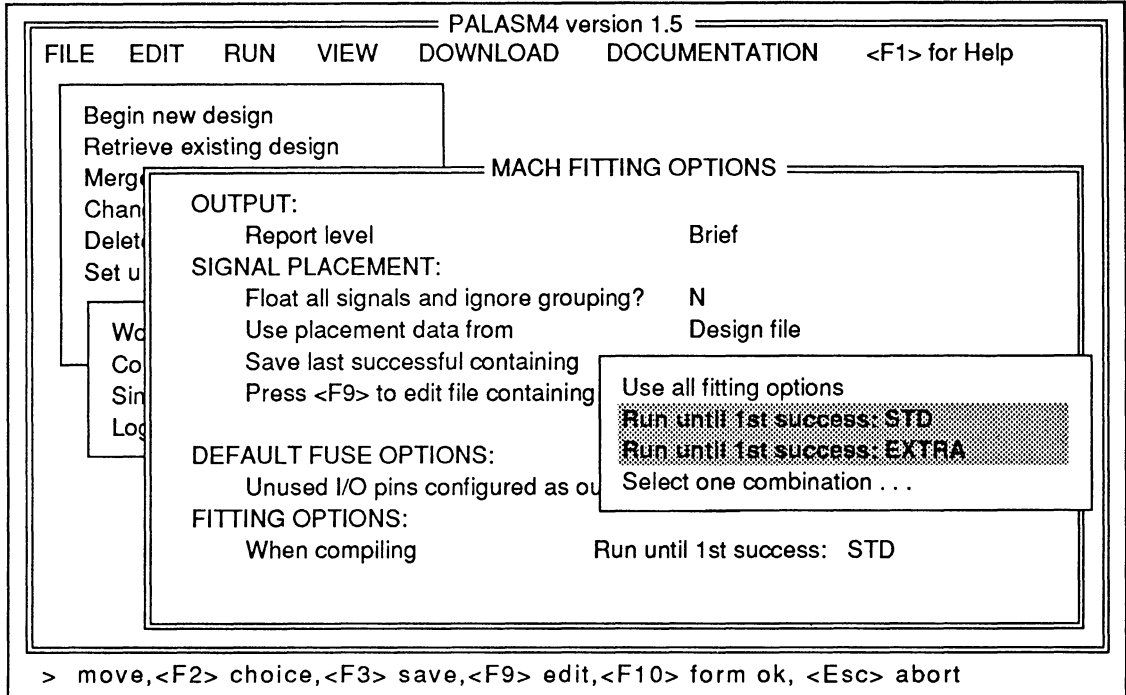 PALASM4 version 1.5
FILE EDIT RUN VIEW DOWNLOAD DOCUMENTATION <F1> for Help
Begin new design
Retrieve existing design
Merg
Chan
Delet
Set u
Wo
Co
Sin
Log
MACH FITTING OPTIONS
OUTPUT:
Report level Brief
SIGNAL PLACEMENT:
Float all signals and ignore grouping? N
Use placement data from Design file
Save last successful containing
Press <F9> to edit file containing
Use all fitting options
Run until 1st success: STD
Run until 1st success: EXTRA
Select one combination . . .
DEFAULT FUSE OPTIONS:
Unused I/O pins configured as ou
FITTING OPTIONS:
When compiling Run until 1st success: STD
> move,<F2> choice,<F3> save,<F9> edit,<F10> form ok, <Esc> abort